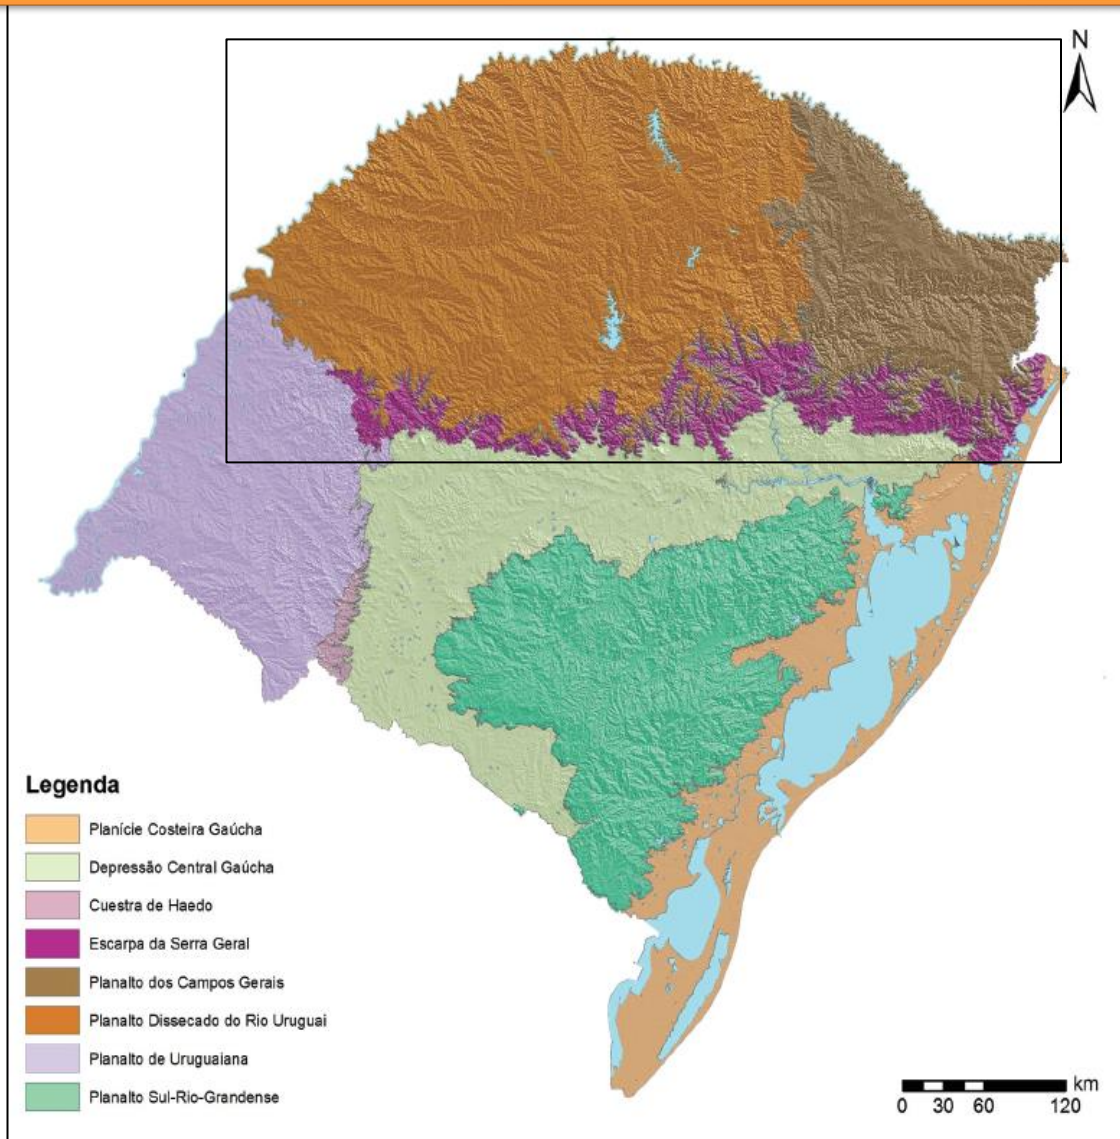 N
Legenda
Planície Costeira Gaúcha
Depressão Central Gaúcha
Cuestra de Haedo
Escarpa da Serra Geral
Planalto dos Campos Gerais
Planalto Dissecado do Rio Uruguai
Planalto de Uruguaiana
Planalto Sul-Rio-Grandense
km
0 30 60 120